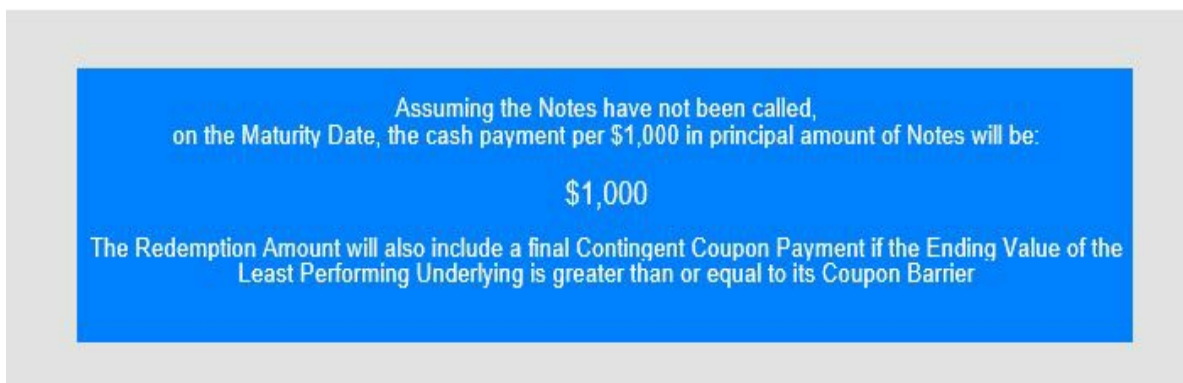 Assuming the Notes have not been called,
on the Maturity Date, the cash payment per $1,000 in principal amount of Notes will be:
$1,000
The Redemption Amount will also include a final Contingent Coupon Payment if the Ending Value of the
Least Performing Underlying is greater than or equal to its Coupon Barrier